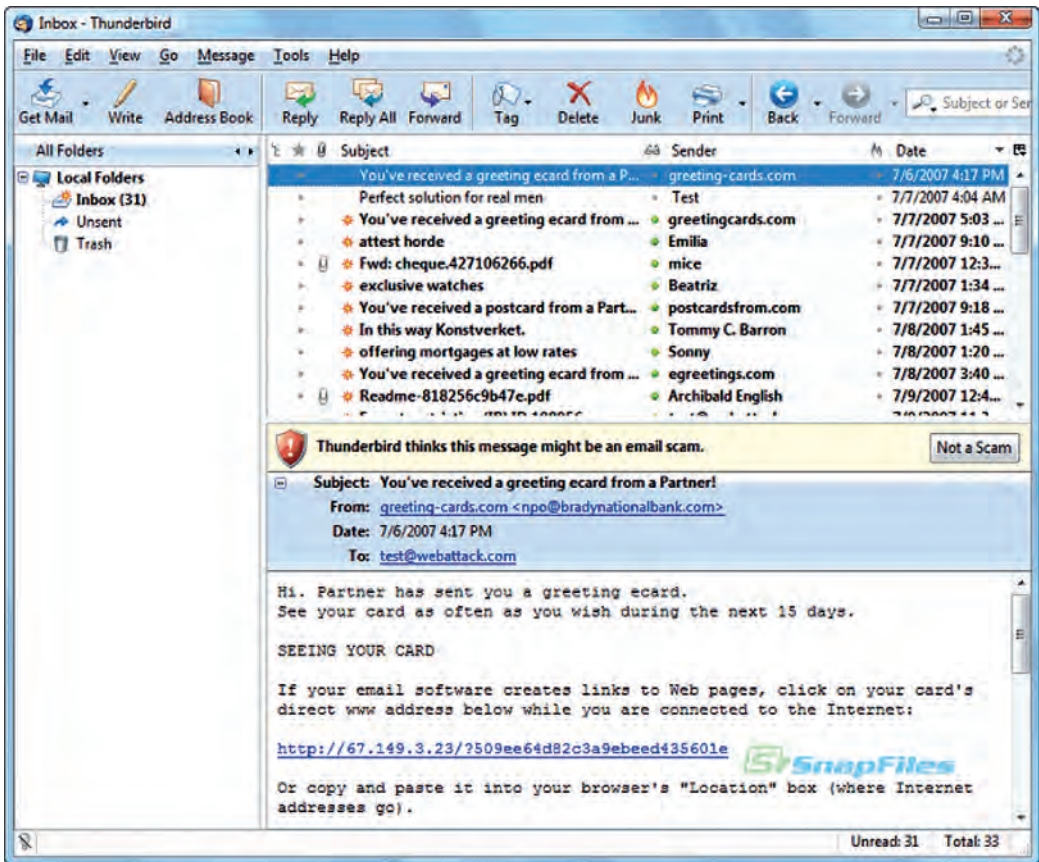 Inbox - Thunderbird
File Edit View Go Message Tools Help
Get Mail Write Address Book Reply Reply All Forward Tag Delete Junk Print Back Forward Subject or Ser
All Folders Subject Sender Date
Local Folders
Inbox (31)
Unsent
Trash
You've received a greeting ecard from a P... greeting-cards.com 7/6/2007 4:17 PM
Perfect solution for real men Test 7/7/2007 4:04 AM
You've received a greeting ecard from ... greetingcards.com 7/7/2007 5:03 ...
attest horde Emilia 7/7/2007 9:10 ...
Fwd: cheque.427106266.pdf mice 7/7/2007 12:3...
exclusive watches Beatriz 7/7/2007 1:34 ...
You've received a postcard from a Part... postcardsfrom.com 7/7/2007 9:18 ...
In this way Konstverket. Tommy C. Barron 7/8/2007 1:45 ...
offering mortgages at low rates Sonny 7/8/2007 1:20 ...
You've received a greeting ecard from ... egreetings.com 7/8/2007 3:40 ...
Readme-818256c9b47e.pdf Archibald English 7/9/2007 12:4...
Thunderbird thinks this message might be an email scam. Not a Scam
Subject: You've received a greeting ecard from a Partner!
From: greeting-cards.com <npo@bradynationalbank.com>
Date: 7/6/2007 4:17 PM
To: test@webattack.com
Hi. Partner has sent you a greeting ecard.
See your card as often as you wish during the next 15 days.
SEEING YOUR CARD
If your email software creates links to Web pages, click on your card's
direct www address below while you are connected to the Internet:
http://67.149.3.23/?509ee64d82c3a9ebeed435601e
SnapFiles
Or copy and paste it into your browser's "Location" box (where Internet
addresses go).
Unread: 31 Total: 33